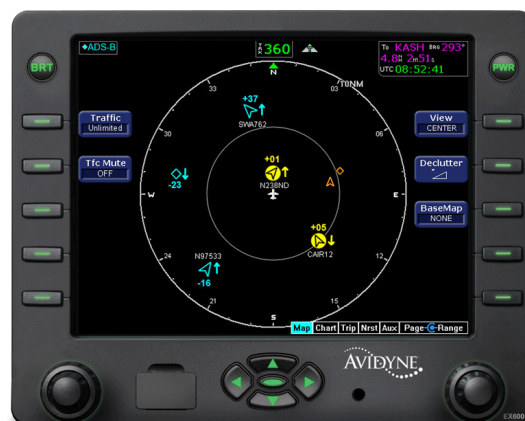 ◆ADS-B
TRK 360
To KASH BRG 293°
4.8NM 2M51S
UTC 08:52:41
BRT
PWR
N
33
03
10NM
+37
SWA762
Traffic
Unlimited
View
CENTER
30
06
Tfc Mute
OFF
Declutter
+01
N238ND
-23
W
E
BaseMap
NONE
+05
CAIR12
N97533
-16
24
12
21
15
S
Map Chart Trip Nrst Aux Page Range
AVIDYNE
EX600